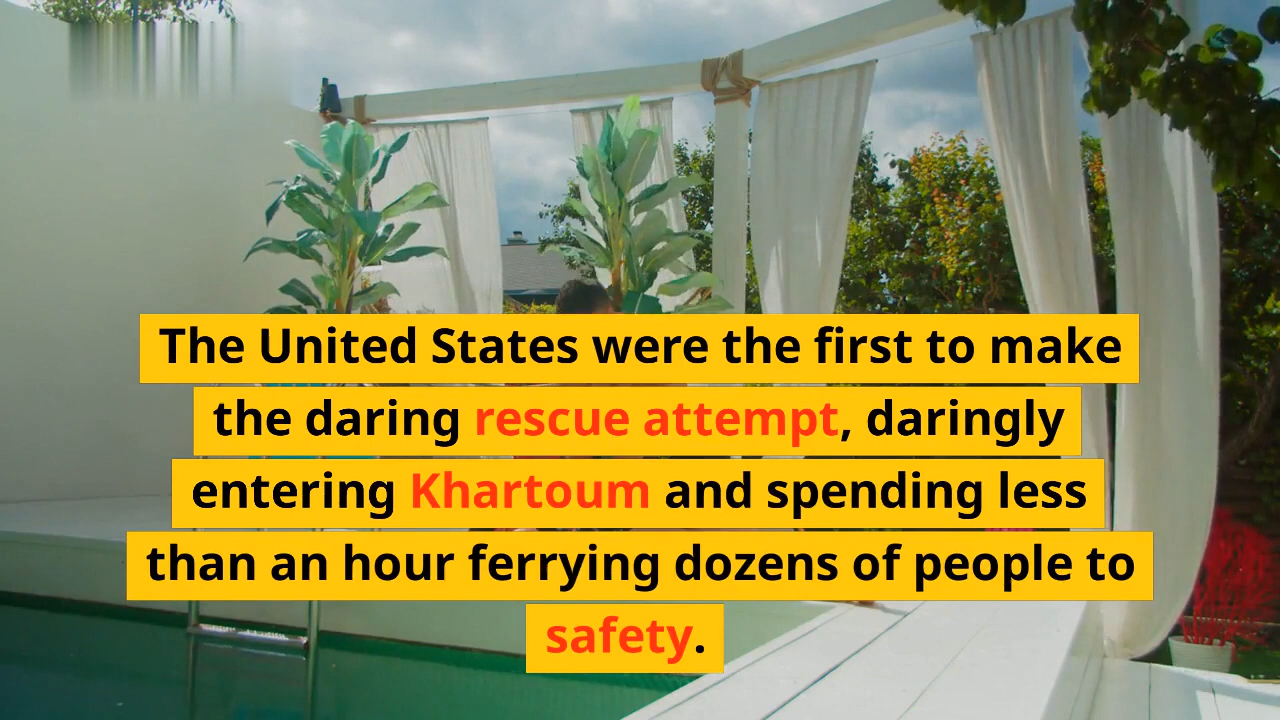 The United States were the first to make
the daring rescue attempt, daringly
entering Khartoum and spending less
than an hour ferrying dozens of people to
safety.